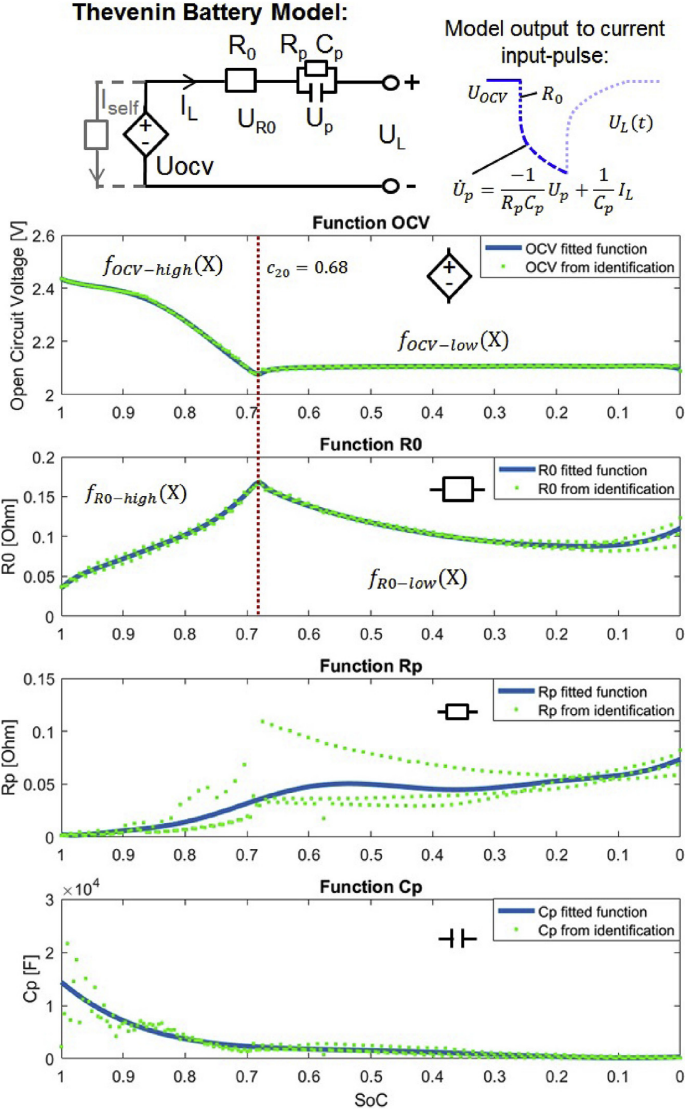 Thevenin Battery Model:
Model output to current
input-pulse:
R0 Rp Cp
+
Iself
IL
UR0 Up
UL
+
-
Uocv
-
UOCV
R0
UL(t)
U̇p = -1/RpCp Up + 1/Cp IL
Function OCV
Open Circuit Voltage [V]
2.6
2.4
2.2
2
fOCV−high(X)
c20 = 0.68
fOCV−low(X)
+
-
OCV fitted function
OCV from identification
1 0.9 0.8 0.7 0.6 0.5 0.4 0.3 0.2 0.1 0
Function R0
R0 [Ohm]
0.2
0.15
0.1
0.05
0
fR0−high(X)
fR0−low(X)
R0 fitted function
R0 from identification
1 0.9 0.8 0.7 0.6 0.5 0.4 0.3 0.2 0.1 0
Function Rp
Rp [Ohm]
0.15
0.1
0.05
0
Rp fitted function
Rp from identification
1 0.9 0.8 0.7 0.6 0.5 0.4 0.3 0.2 0.1 0
Function Cp
×10^4
Cp [F]
3
2
1
0
Cp fitted function
Cp from identification
1 0.9 0.8 0.7 0.6 0.5 0.4 0.3 0.2 0.1 0
SoC